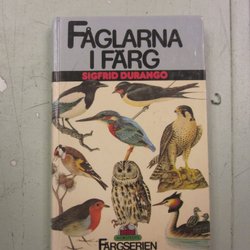 FÅGLARNA
I FÄRG
SIGFRID DURANGO
FÄRGSERIEN